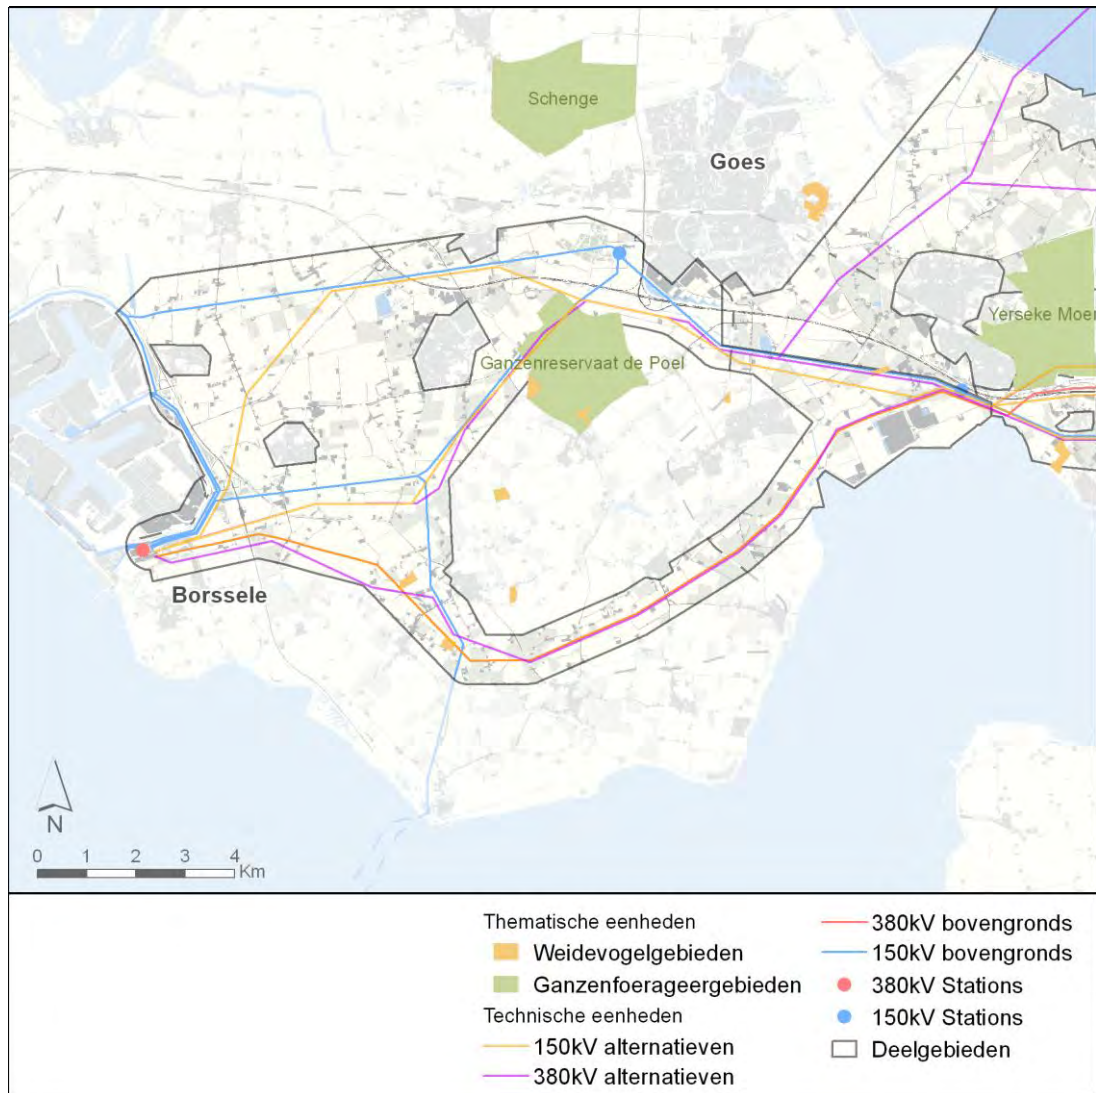 Schenge
Goes
Yerseke Moer
Ganzenreservaat de Poel
Borssele
N
0 1 2 3 4
Km
Thematische eenheden
Weidevogelgebieden
Ganzenfoerageergebieden
Technische eenheden
150kV alternatieven
380kV alternatieven
380kV bovengronds
150kV bovengronds
380kV Stations
150kV Stations
Deelgebieden